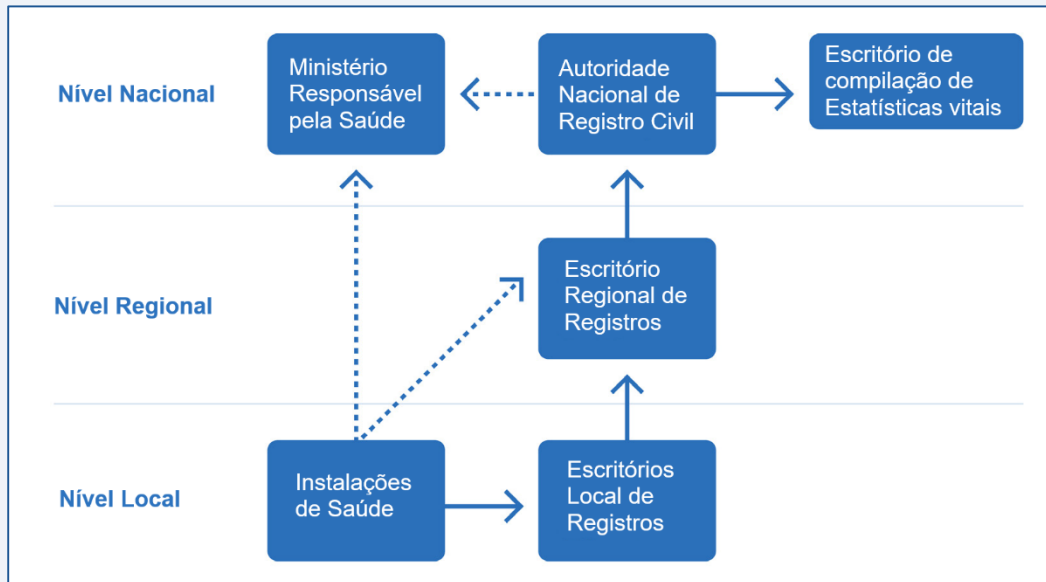 Nível Nacional
Ministério
Responsável
pela Saúde
Autoridade
Nacional de
Registro Civil
Escritório de
compilação de
Estatísticas vitais
Nível Regional
Escritório
Regional de
Registros
Nível Local
Instalações
de Saúde
Escritórios
Local de
Registros